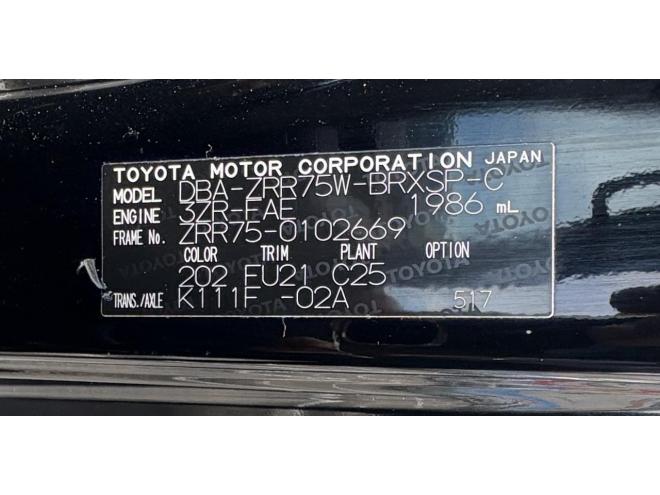 TOYOTA MOTOR CORPORATION JAPAN
MODEL DBA-ZRR75W-BRXSP-C
ENGINE 3ZR-FAE 1986 mL
FRAME No. ZRR75-0102669
COLOR TRIM PLANT OPTION
202 FU21 C25
TRANS./AXLE K111F -02A 517